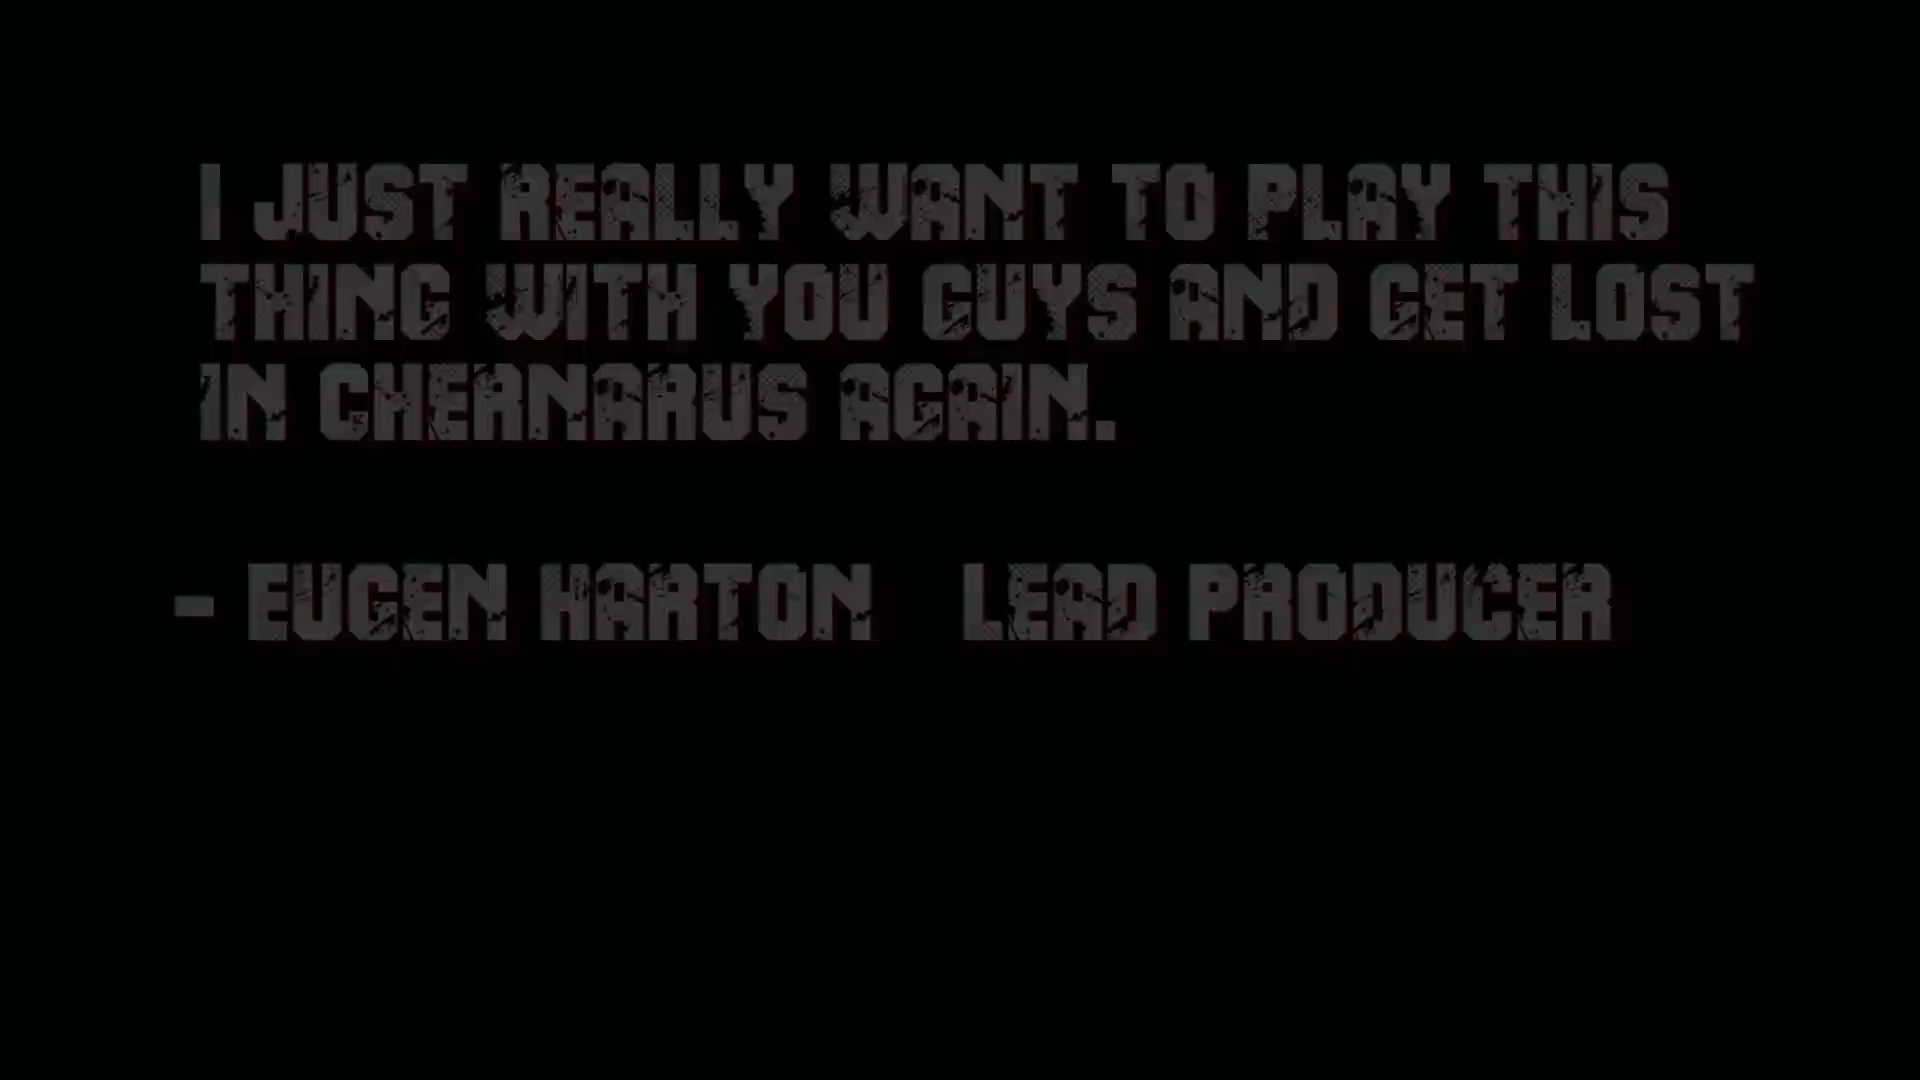 I JUST REALLY WANT TO PLAY THIS
THING WITH YOU GUYS AND GET LOST
IN CHERNARUS AGAIN.
- EUGEN HARTON   LEAD PRODUCER